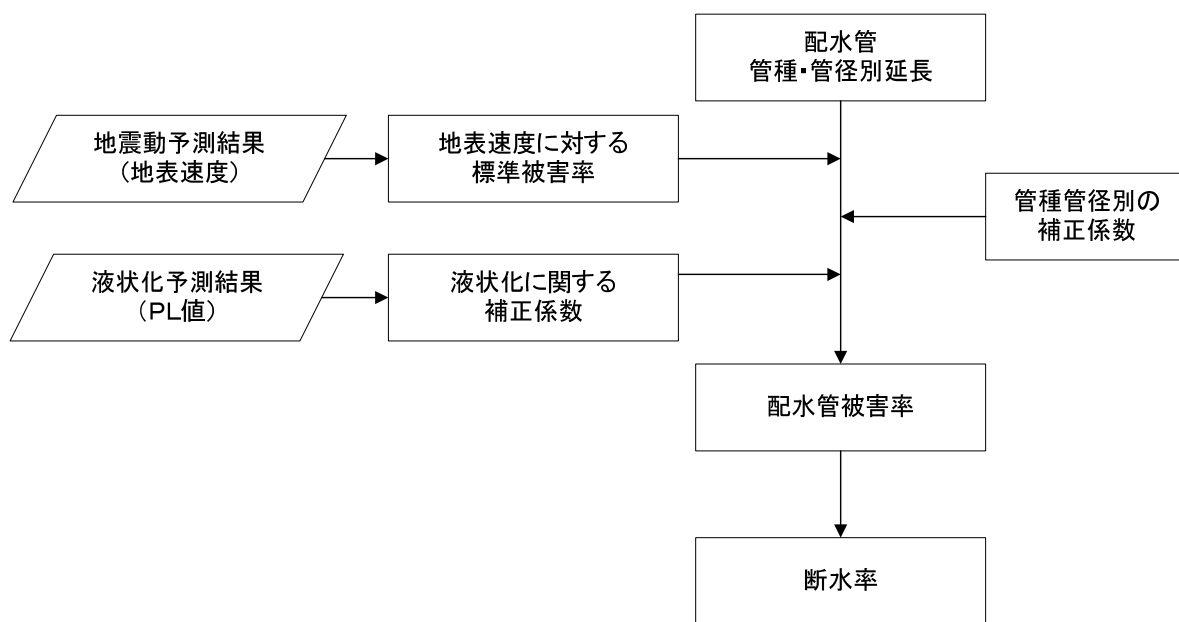 配水管
管種・管径別延長
地震動予測結果
（地表速度）
地表速度に対する
標準被害率
管種管径別の
補正係数
液状化予測結果
（PL値）
液状化に関する
補正係数
配水管被害率
断水率